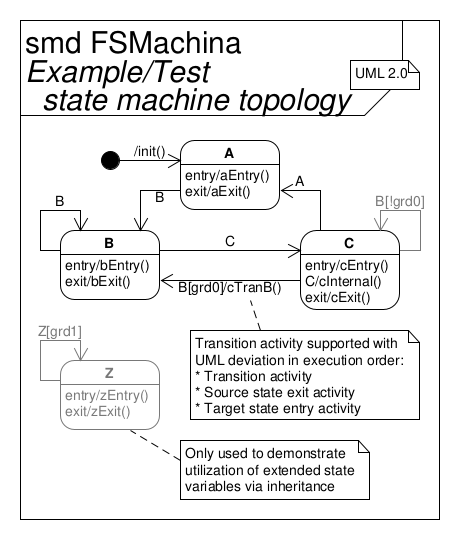 smd FSMachina
Example/Test
state machine topology
UML 2.0
/init()
A
entry/aEntry()
exit/aExit()
A
B
B
B[!grd0]
B
entry/bEntry()
exit/bExit()
C
C
entry/cEntry()
C/cInternal()
exit/cExit()
B[grd0]/cTranB()
Z[grd1]
Z
entry/zEntry()
exit/zExit()
Transition activity supported with
UML deviation in execution order:
* Transition activity
* Source state exit activity
* Target state entry activity
Only used to demonstrate
utilization of extended state
variables via inheritance